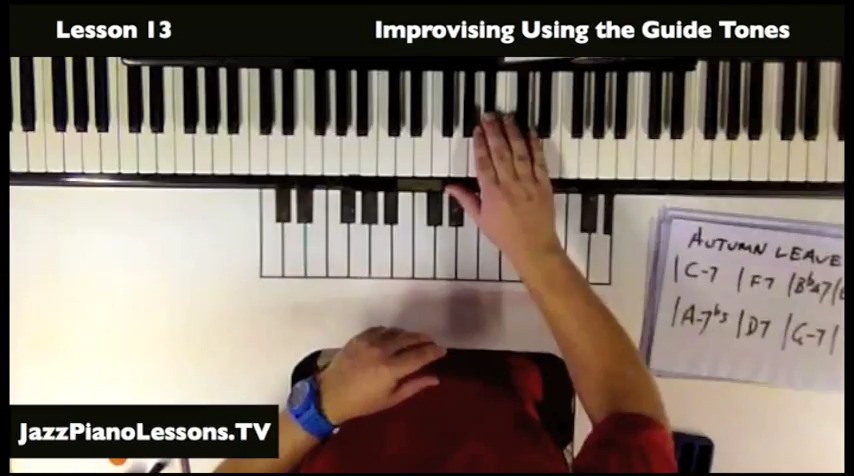 Lesson 13
Improvising Using the Guide Tones
AUTUMN LEAVE
|C-7 |F7 |B♭Δ7|
|A-7♭5 |D7 |G-7|
JazzPianoLessons.TV